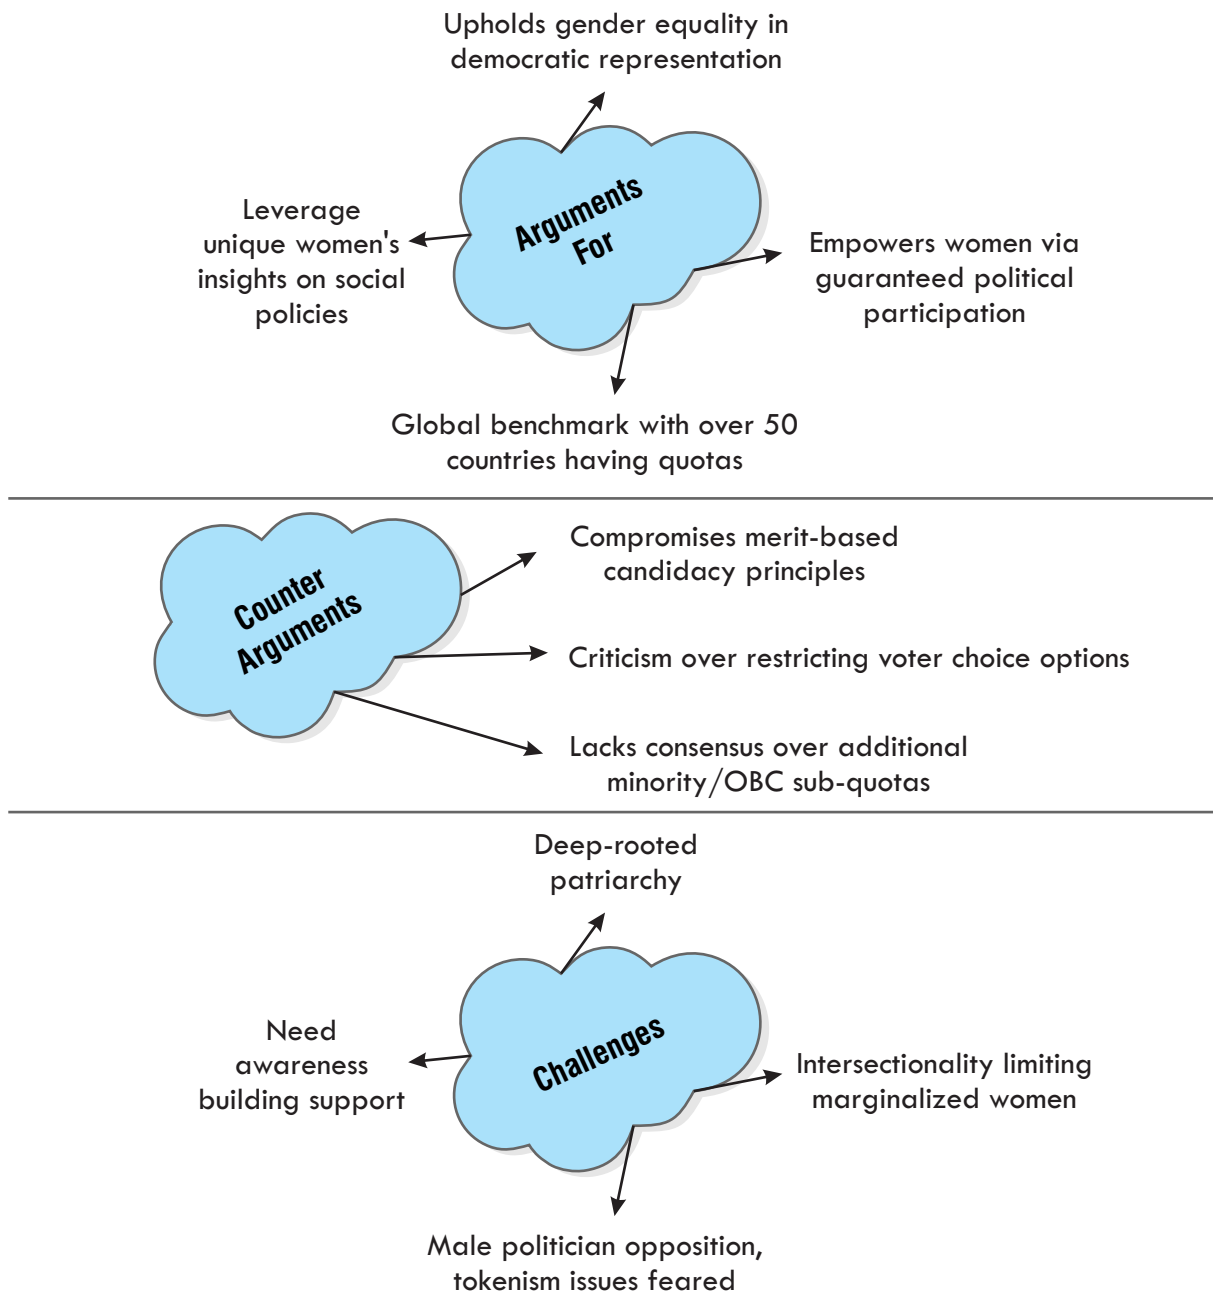 Upholds gender equality in
democratic representation
Arguments
For
Leverage
unique women's
insights on social
policies
Empowers women via
guaranteed political
participation
Global benchmark with over 50
countries having quotas
Counter
Arguments
Compromises merit-based
candidacy principles
Criticism over restricting voter choice options
Lacks consensus over additional
minority/OBC sub-quotas
Deep-rooted
patriarchy
Challenges
Need
awareness
building support
Intersectionality limiting
marginalized women
Male politician opposition,
tokenism issues feared